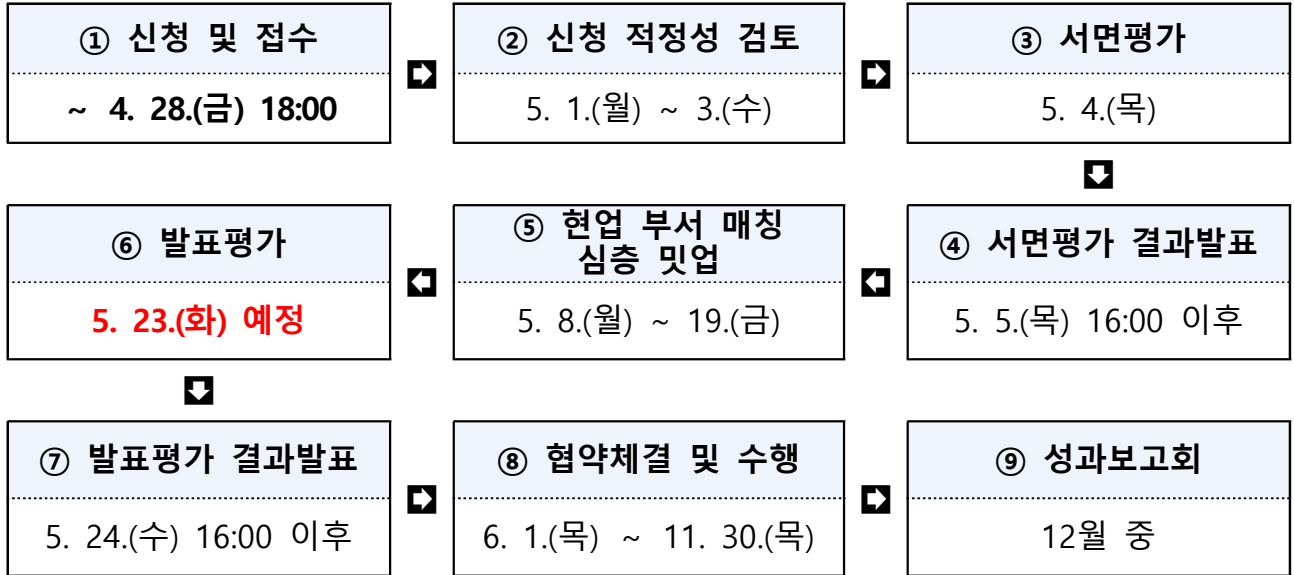 ① 신청 및 접수
~ 4. 28.(금) 18:00
② 신청 적정성 검토
5. 1.(월) ~ 3.(수)
③ 서면평가
5. 4.(목)
④ 서면평가 결과발표
5. 5.(목) 16:00 이후
⑤ 현업 부서 매칭
심층 밋업
5. 8.(월) ~ 19.(금)
⑥ 발표평가
5. 23.(화) 예정
⑦ 발표평가 결과발표
5. 24.(수) 16:00 이후
⑧ 협약체결 및 수행
6. 1.(목) ~ 11. 30.(목)
⑨ 성과보고회
12월 중